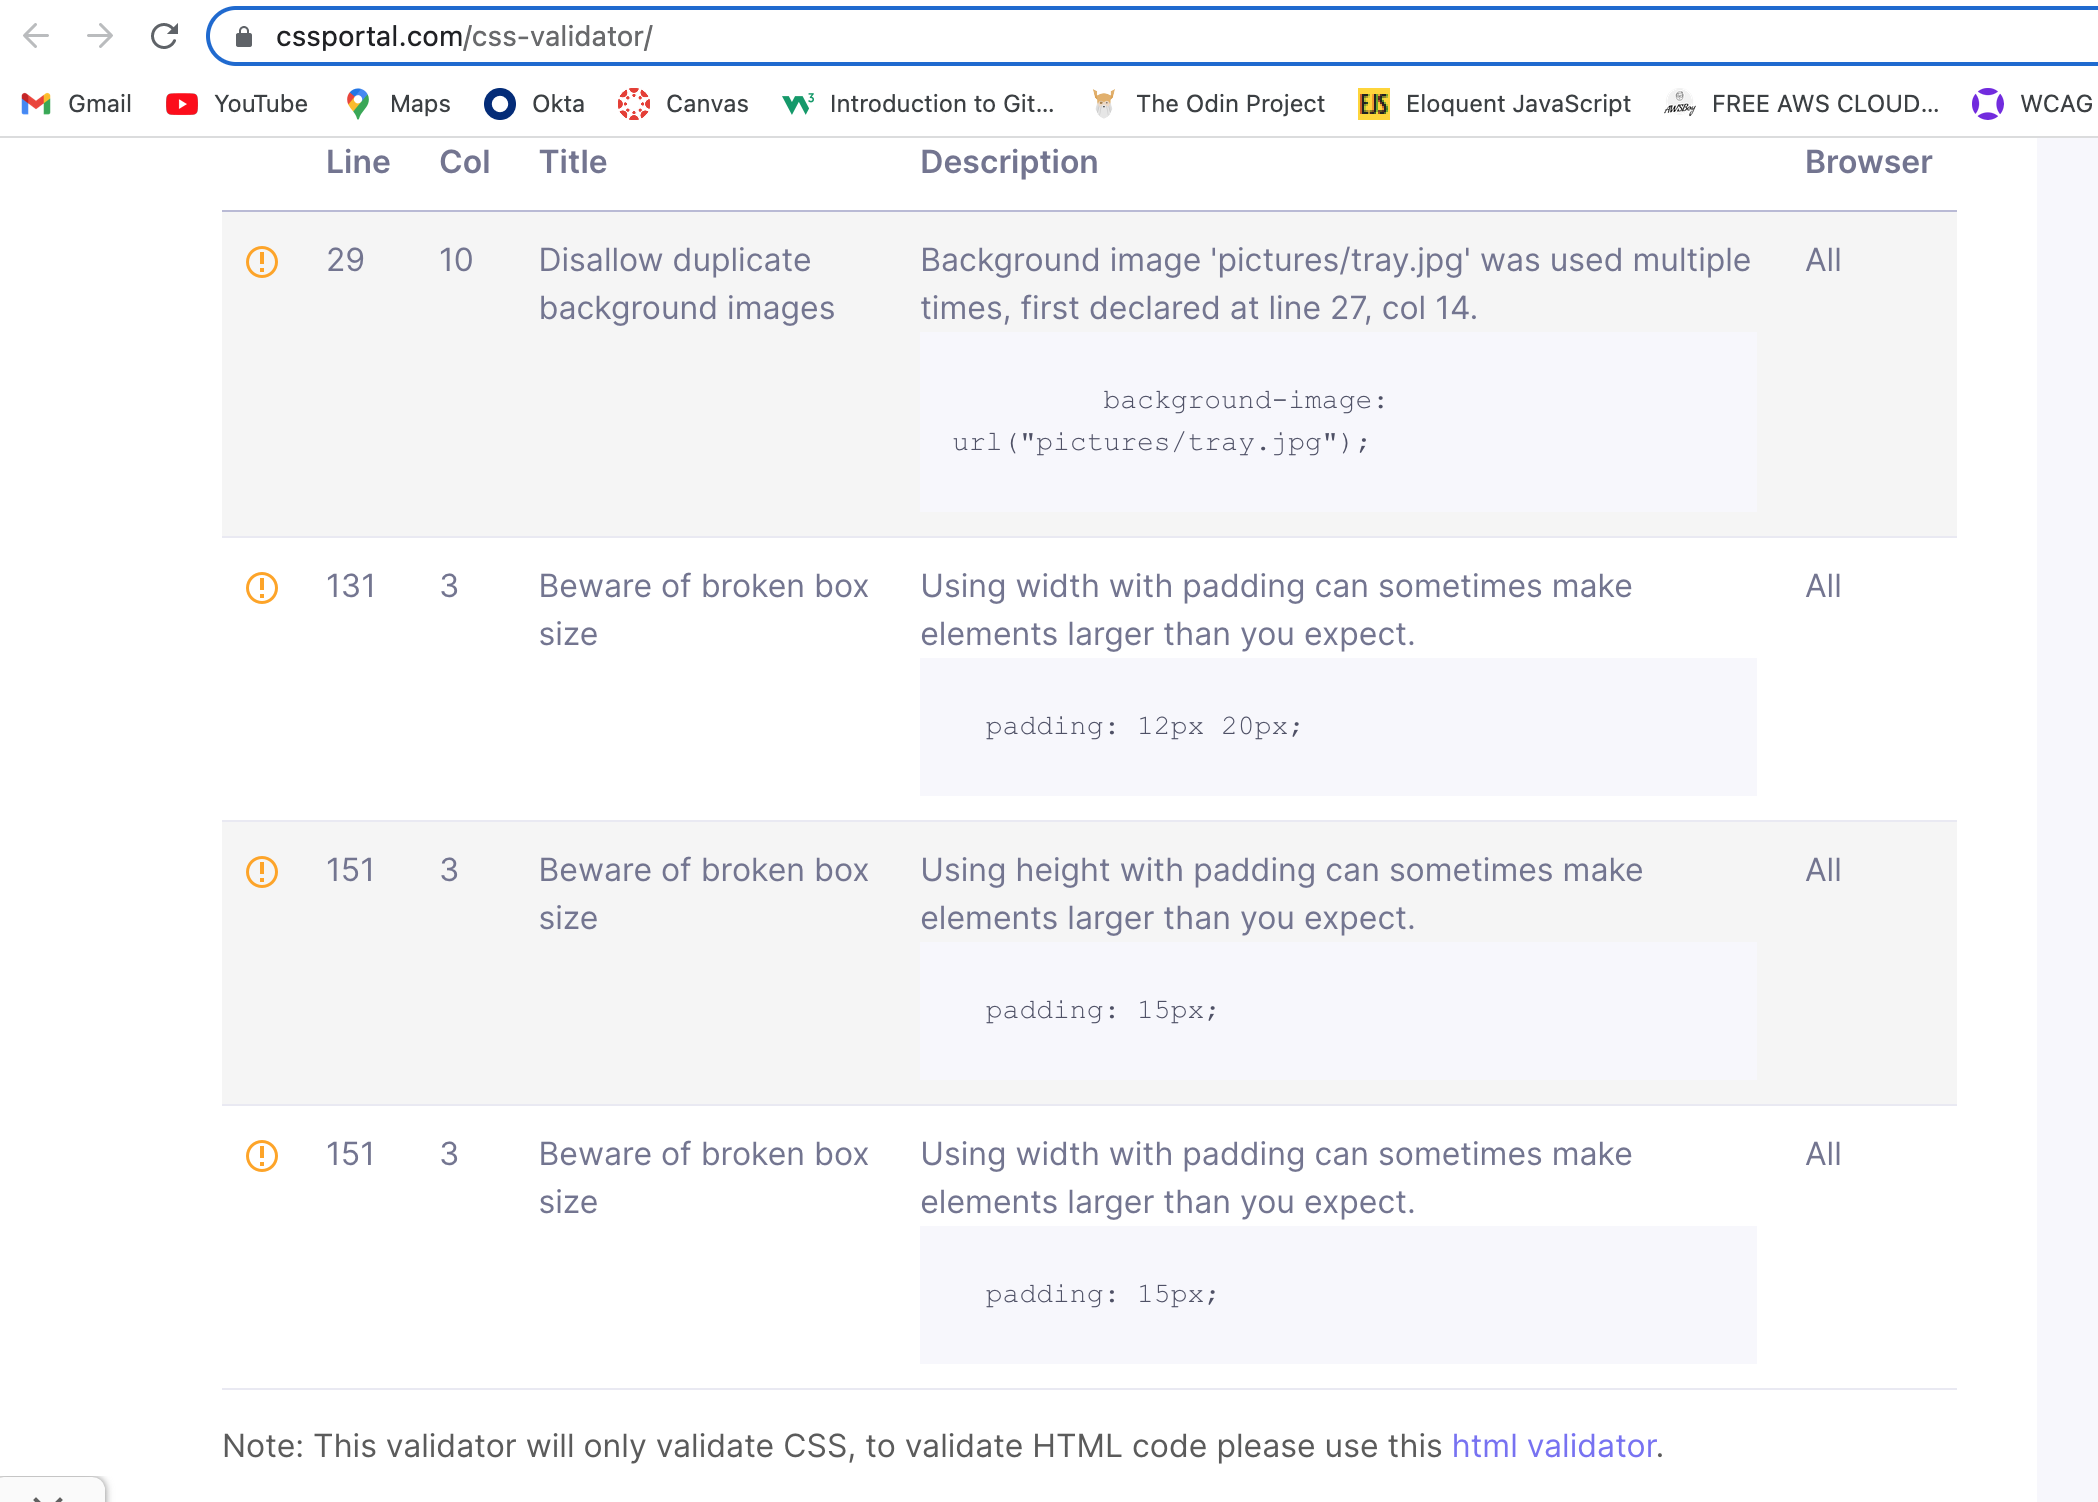 cssportal.com/css-validator/
Gmail YouTube Maps Okta Canvas Introduction to Git... The Odin Project EJS Eloquent JavaScript FREE AWS CLOUD... WCAG
Line Col Title Description Browser
29 10 Disallow duplicate Background image 'pictures/tray.jpg' was used multiple All
background images times, first declared at line 27, col 14.
background-image:
url("pictures/tray.jpg");
131 3 Beware of broken box Using width with padding can sometimes make All
size elements larger than you expect.
padding: 12px 20px;
151 3 Beware of broken box Using height with padding can sometimes make All
size elements larger than you expect.
padding: 15px;
151 3 Beware of broken box Using width with padding can sometimes make All
size elements larger than you expect.
padding: 15px;
Note: This validator will only validate CSS, to validate HTML code please use this html validator.